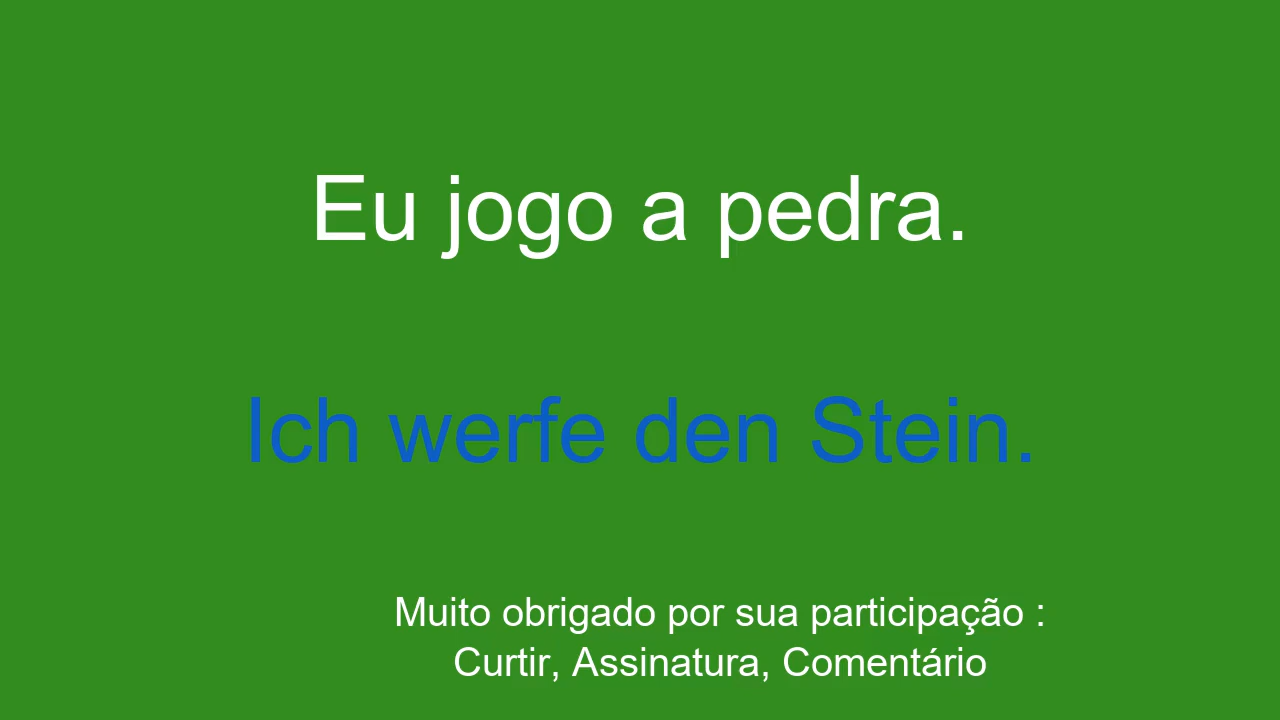 Eu jogo a pedra.
Ich werfe den Stein.
Muito obrigado por sua participação :
Curtir, Assinatura, Comentário